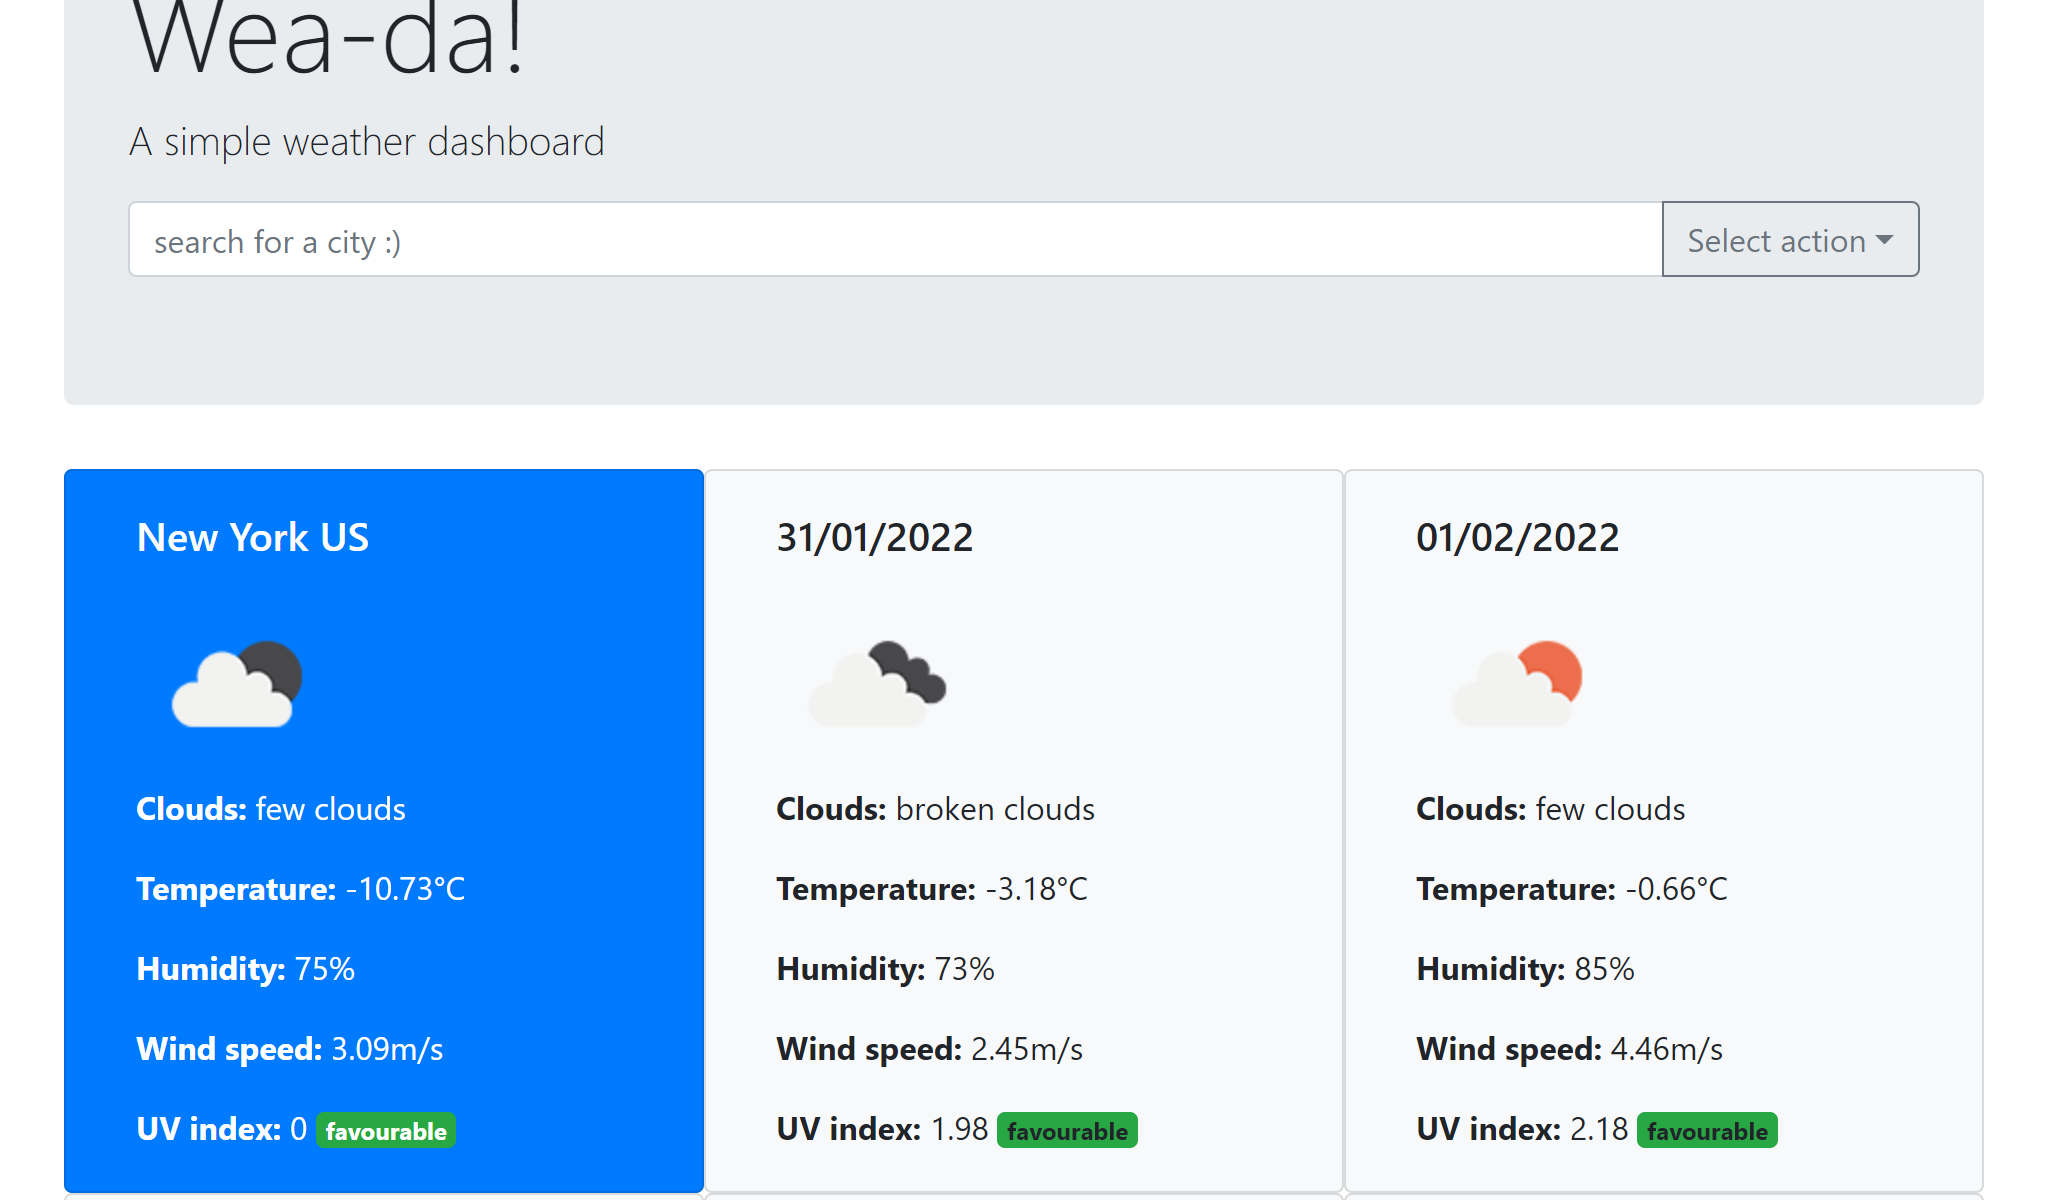 Wea-da!
A simple weather dashboard
search for a city :)
Select action
New York US
Clouds: few clouds
Temperature: -10.73°C
Humidity: 75%
Wind speed: 3.09m/s
UV index: 0 favourable
31/01/2022
Clouds: broken clouds
Temperature: -3.18°C
Humidity: 73%
Wind speed: 2.45m/s
UV index: 1.98 favourable
01/02/2022
Clouds: few clouds
Temperature: -0.66°C
Humidity: 85%
Wind speed: 4.46m/s
UV index: 2.18 favourable